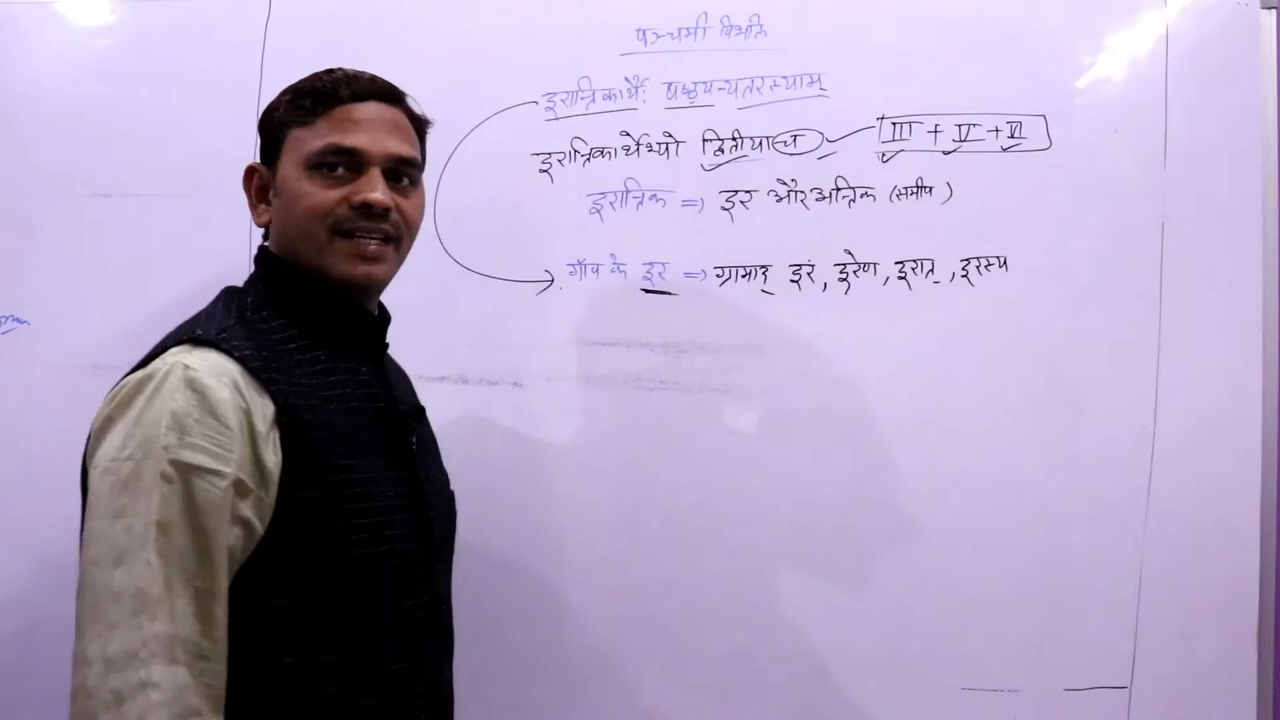 पञ्चमी विभक्ति
दूरान्तिकार्थैः षष्ठ्यन्यतरस्याम्
दूरान्तिकार्थेभ्यो द्वितीया च III + V + VI
दूरान्तिक => दूर और अन्तिक (समीप)
गाँव के दूर => ग्रामाद् दूरं, दूरेण, दूरात्, दूरस्य